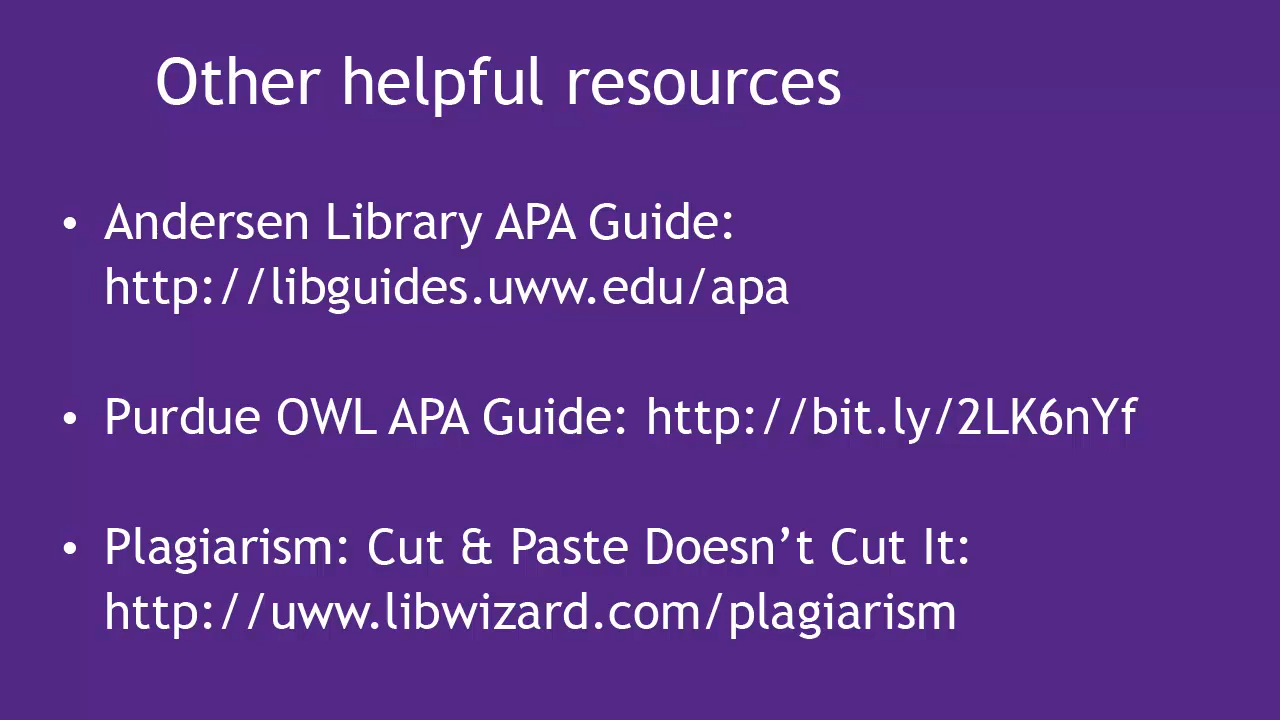 Other helpful resources
• Andersen Library APA Guide:
http://libguides.uww.edu/apa
• Purdue OWL APA Guide: http://bit.ly/2LK6nYf
• Plagiarism: Cut & Paste Doesn’t Cut It:
http://uww.libwizard.com/plagiarism